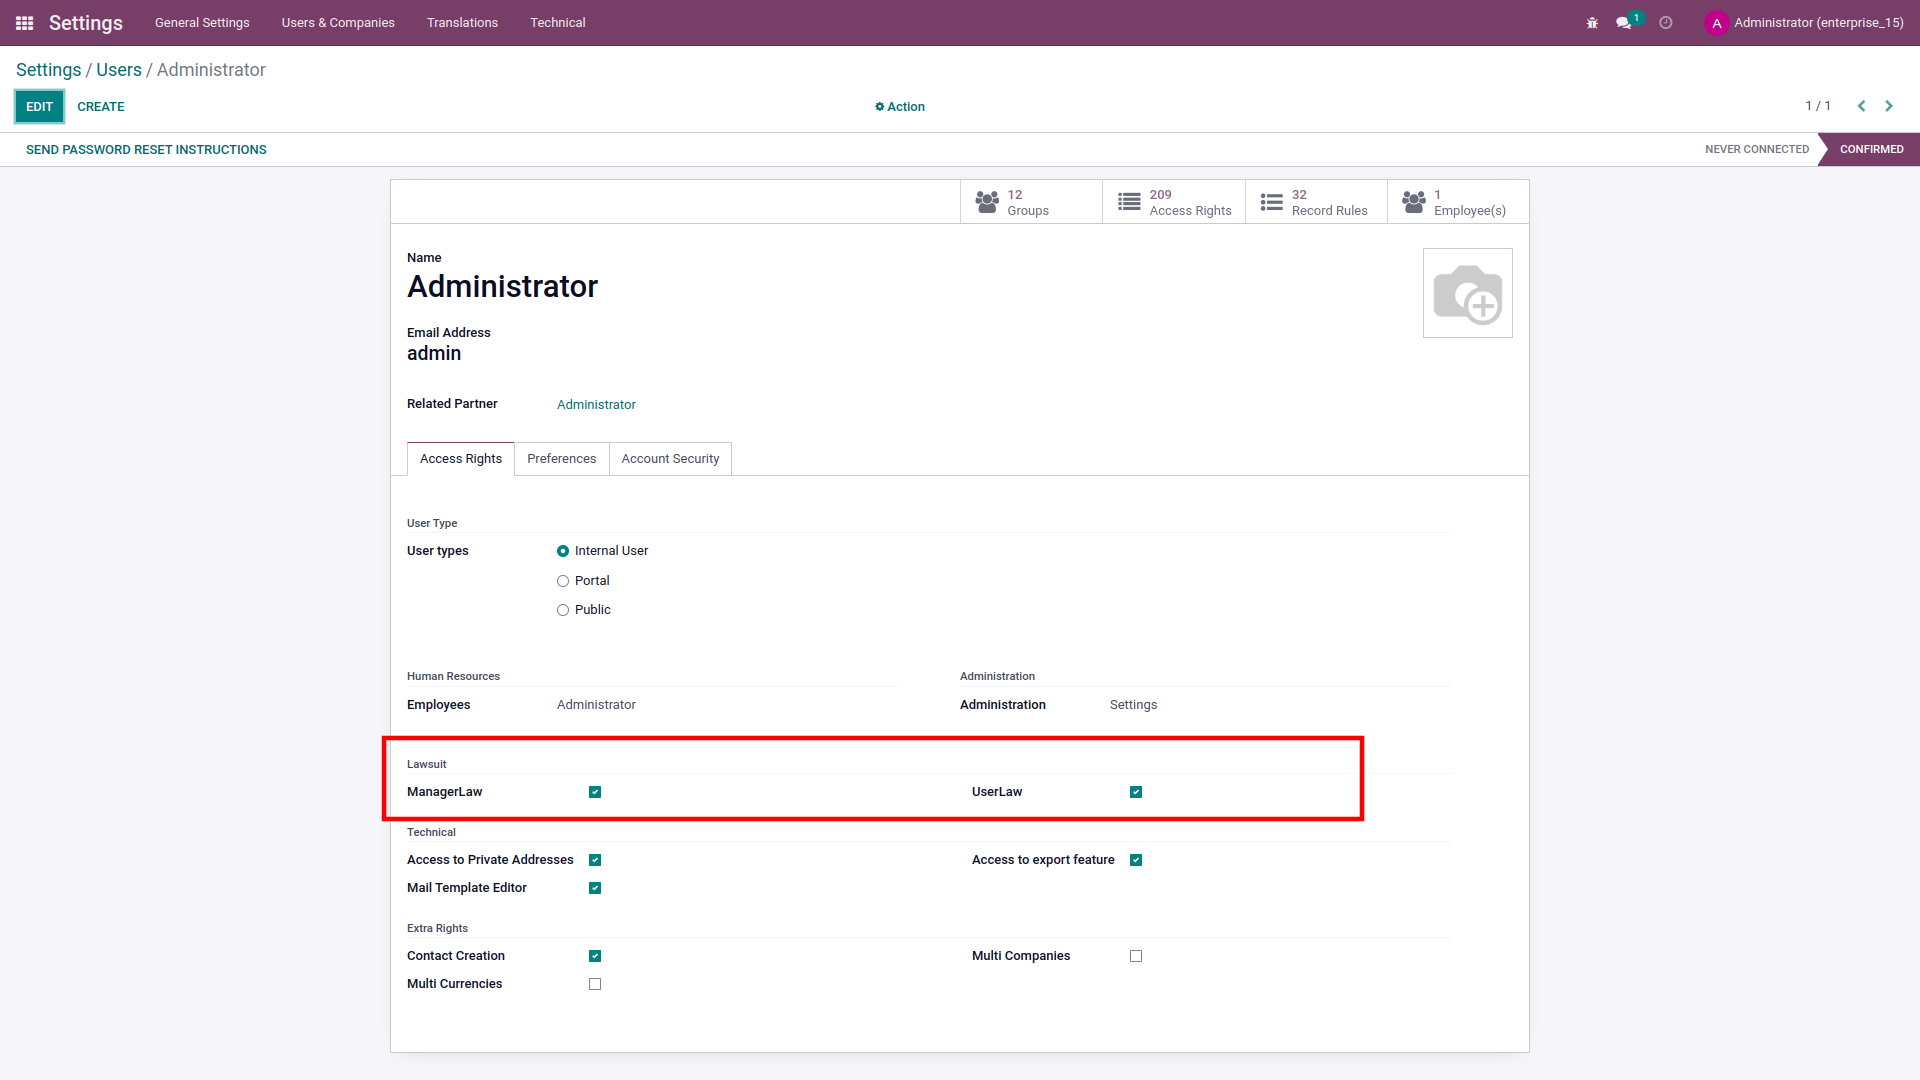 Settings General Settings Users & Companies Translations Technical 1 A Administrator (enterprise_15)
Settings / Users / Administrator
EDIT CREATE Action 1 / 1
SEND PASSWORD RESET INSTRUCTIONS NEVER CONNECTED CONFIRMED
12 209 32 1
Groups Access Rights Record Rules Employee(s)
Name
Administrator
Email Address
admin
Related Partner Administrator
Access Rights Preferences Account Security
User Type
User types Internal User
Portal
Public
Human Resources Administration
Employees Administrator Administration Settings
Lawsuit
ManagerLaw UserLaw
Technical
Access to Private Addresses Access to export feature
Mail Template Editor
Extra Rights
Contact Creation Multi Companies
Multi Currencies